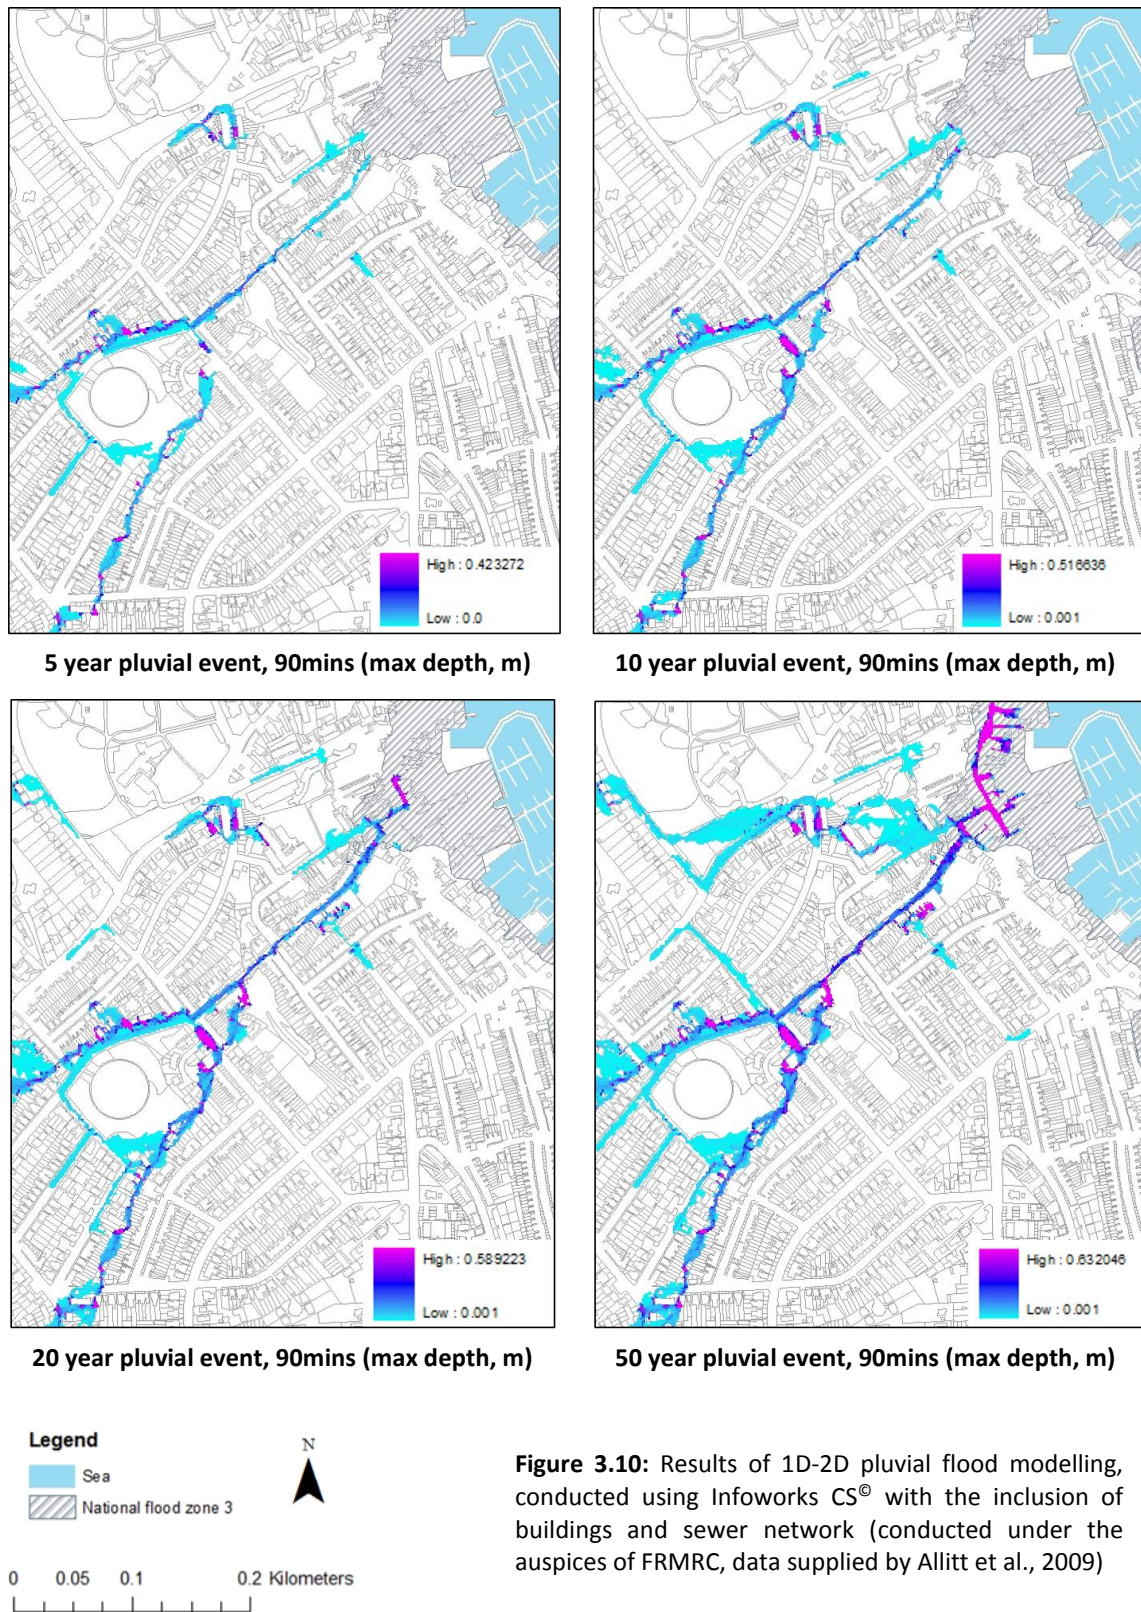 High : 0.423272
Low : 0.0
High : 0.516636
Low : 0.001
5 year pluvial event, 90mins (max depth, m)
10 year pluvial event, 90mins (max depth, m)
High : 0.589223
Low : 0.001
High : 0.632046
Low : 0.001
20 year pluvial event, 90mins (max depth, m)
50 year pluvial event, 90mins (max depth, m)
Legend
Sea
National flood zone 3
N
0 0.05 0.1 0.2 Kilometers
Figure 3.10: Results of 1D-2D pluvial flood modelling,
conducted using Infoworks CS© with the inclusion of
buildings and sewer network (conducted under the
auspices of FRMRC, data supplied by Allitt et al., 2009)